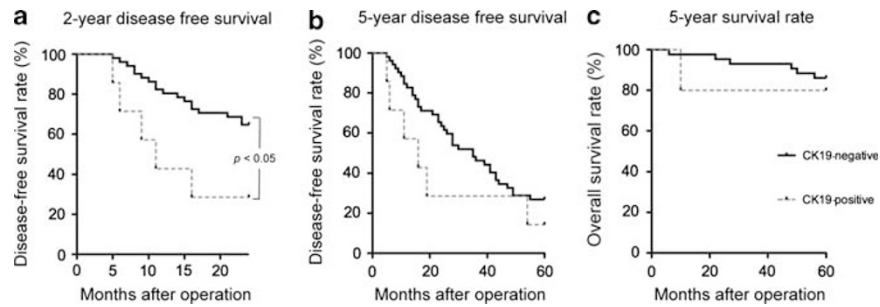 a 2-year disease free survival
Disease-free survival rate (%)
100
80
60
40
20
0
p < 0.05
0 5 10 15 20
Months after operation
b 5-year disease free survival
Disease-free survival rate (%)
100
80
60
40
20
0
0 20 40 60
Months after operation
c 5-year survival rate
Overall survival rate (%)
100
80
60
80
20
0
CK19-negative
CK19-positive
0 20 40 60
Months after operation